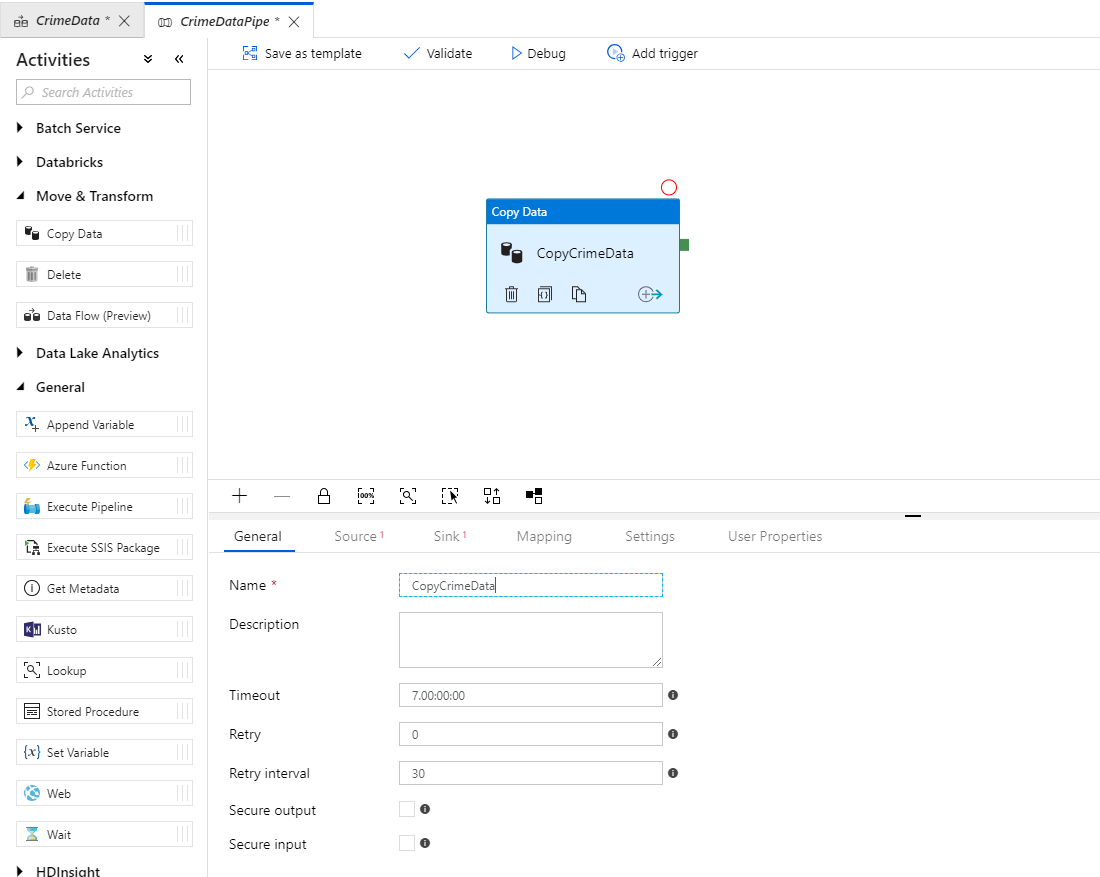 CrimeData *
CrimeDataPipe *
Activities
Search Activities
Batch Service
Databricks
Move & Transform
Copy Data
Delete
Data Flow (Preview)
Data Lake Analytics
General
Append Variable
Azure Function
Execute Pipeline
Execute SSIS Package
Get Metadata
Kusto
Lookup
Stored Procedure
Set Variable
Web
Wait
HDInsight
Save as template Validate Debug Add trigger
Copy Data
CopyCrimeData
100%
General Source 1 Sink 1 Mapping Settings User Properties
Name * CopyCrimeData
Description
Timeout 7.00:00:00
Retry 0
Retry interval 30
Secure output
Secure input